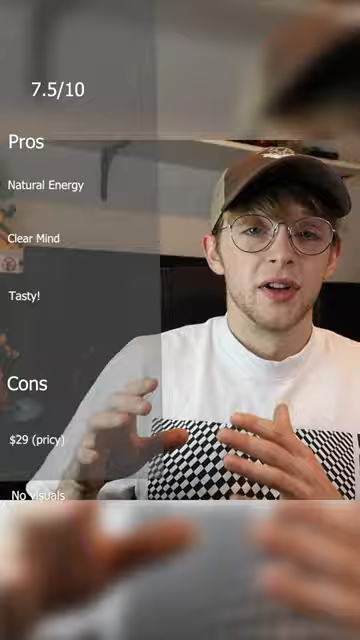 7.5/10
Pros
Natural Energy
Clear Mind
Tasty!
Cons
$29 (pricy)
No visuals